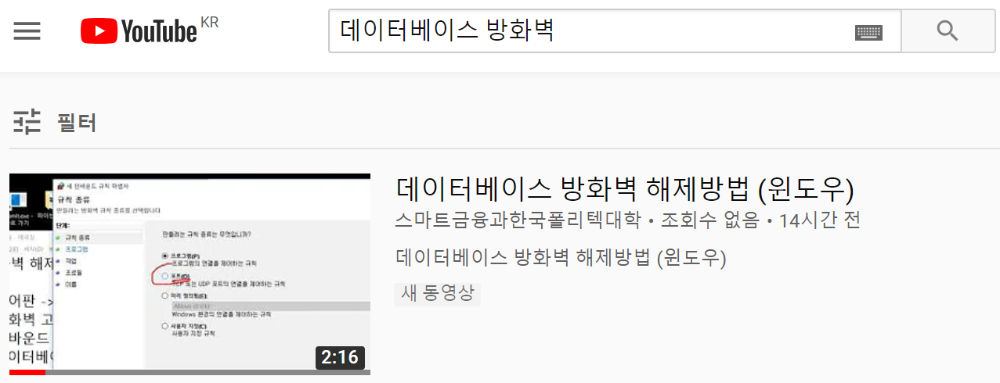 YouTube KR
데이터베이스 방화벽
필터
새 인바운드 규칙 마법사
규칙 종류
만들려는 방화벽 규칙 종류를 선택합니다
단계:
규칙 종류
프로그램
작업
프로필
이름
만들려는 규칙 종류는 무엇입니까?
프로그램(P)
프로그램의 연결을 제어하는 규칙
포트(O)
TCP 또는 UDP 포트의 연결을 제어하는 규칙
미리 정의됨(E):
Windows 환경의 연결을 제어하는 규칙
사용자 지정(C)
사용자 지정 규칙
벽 해제
어판 ->
화벽 고
바운드
이터베
2:16
데이터베이스 방화벽 해제방법 (윈도우)
스마트금융과한국폴리텍대학 • 조회수 없음 • 14시간 전
데이터베이스 방화벽 해제방법 (윈도우)
새 동영상